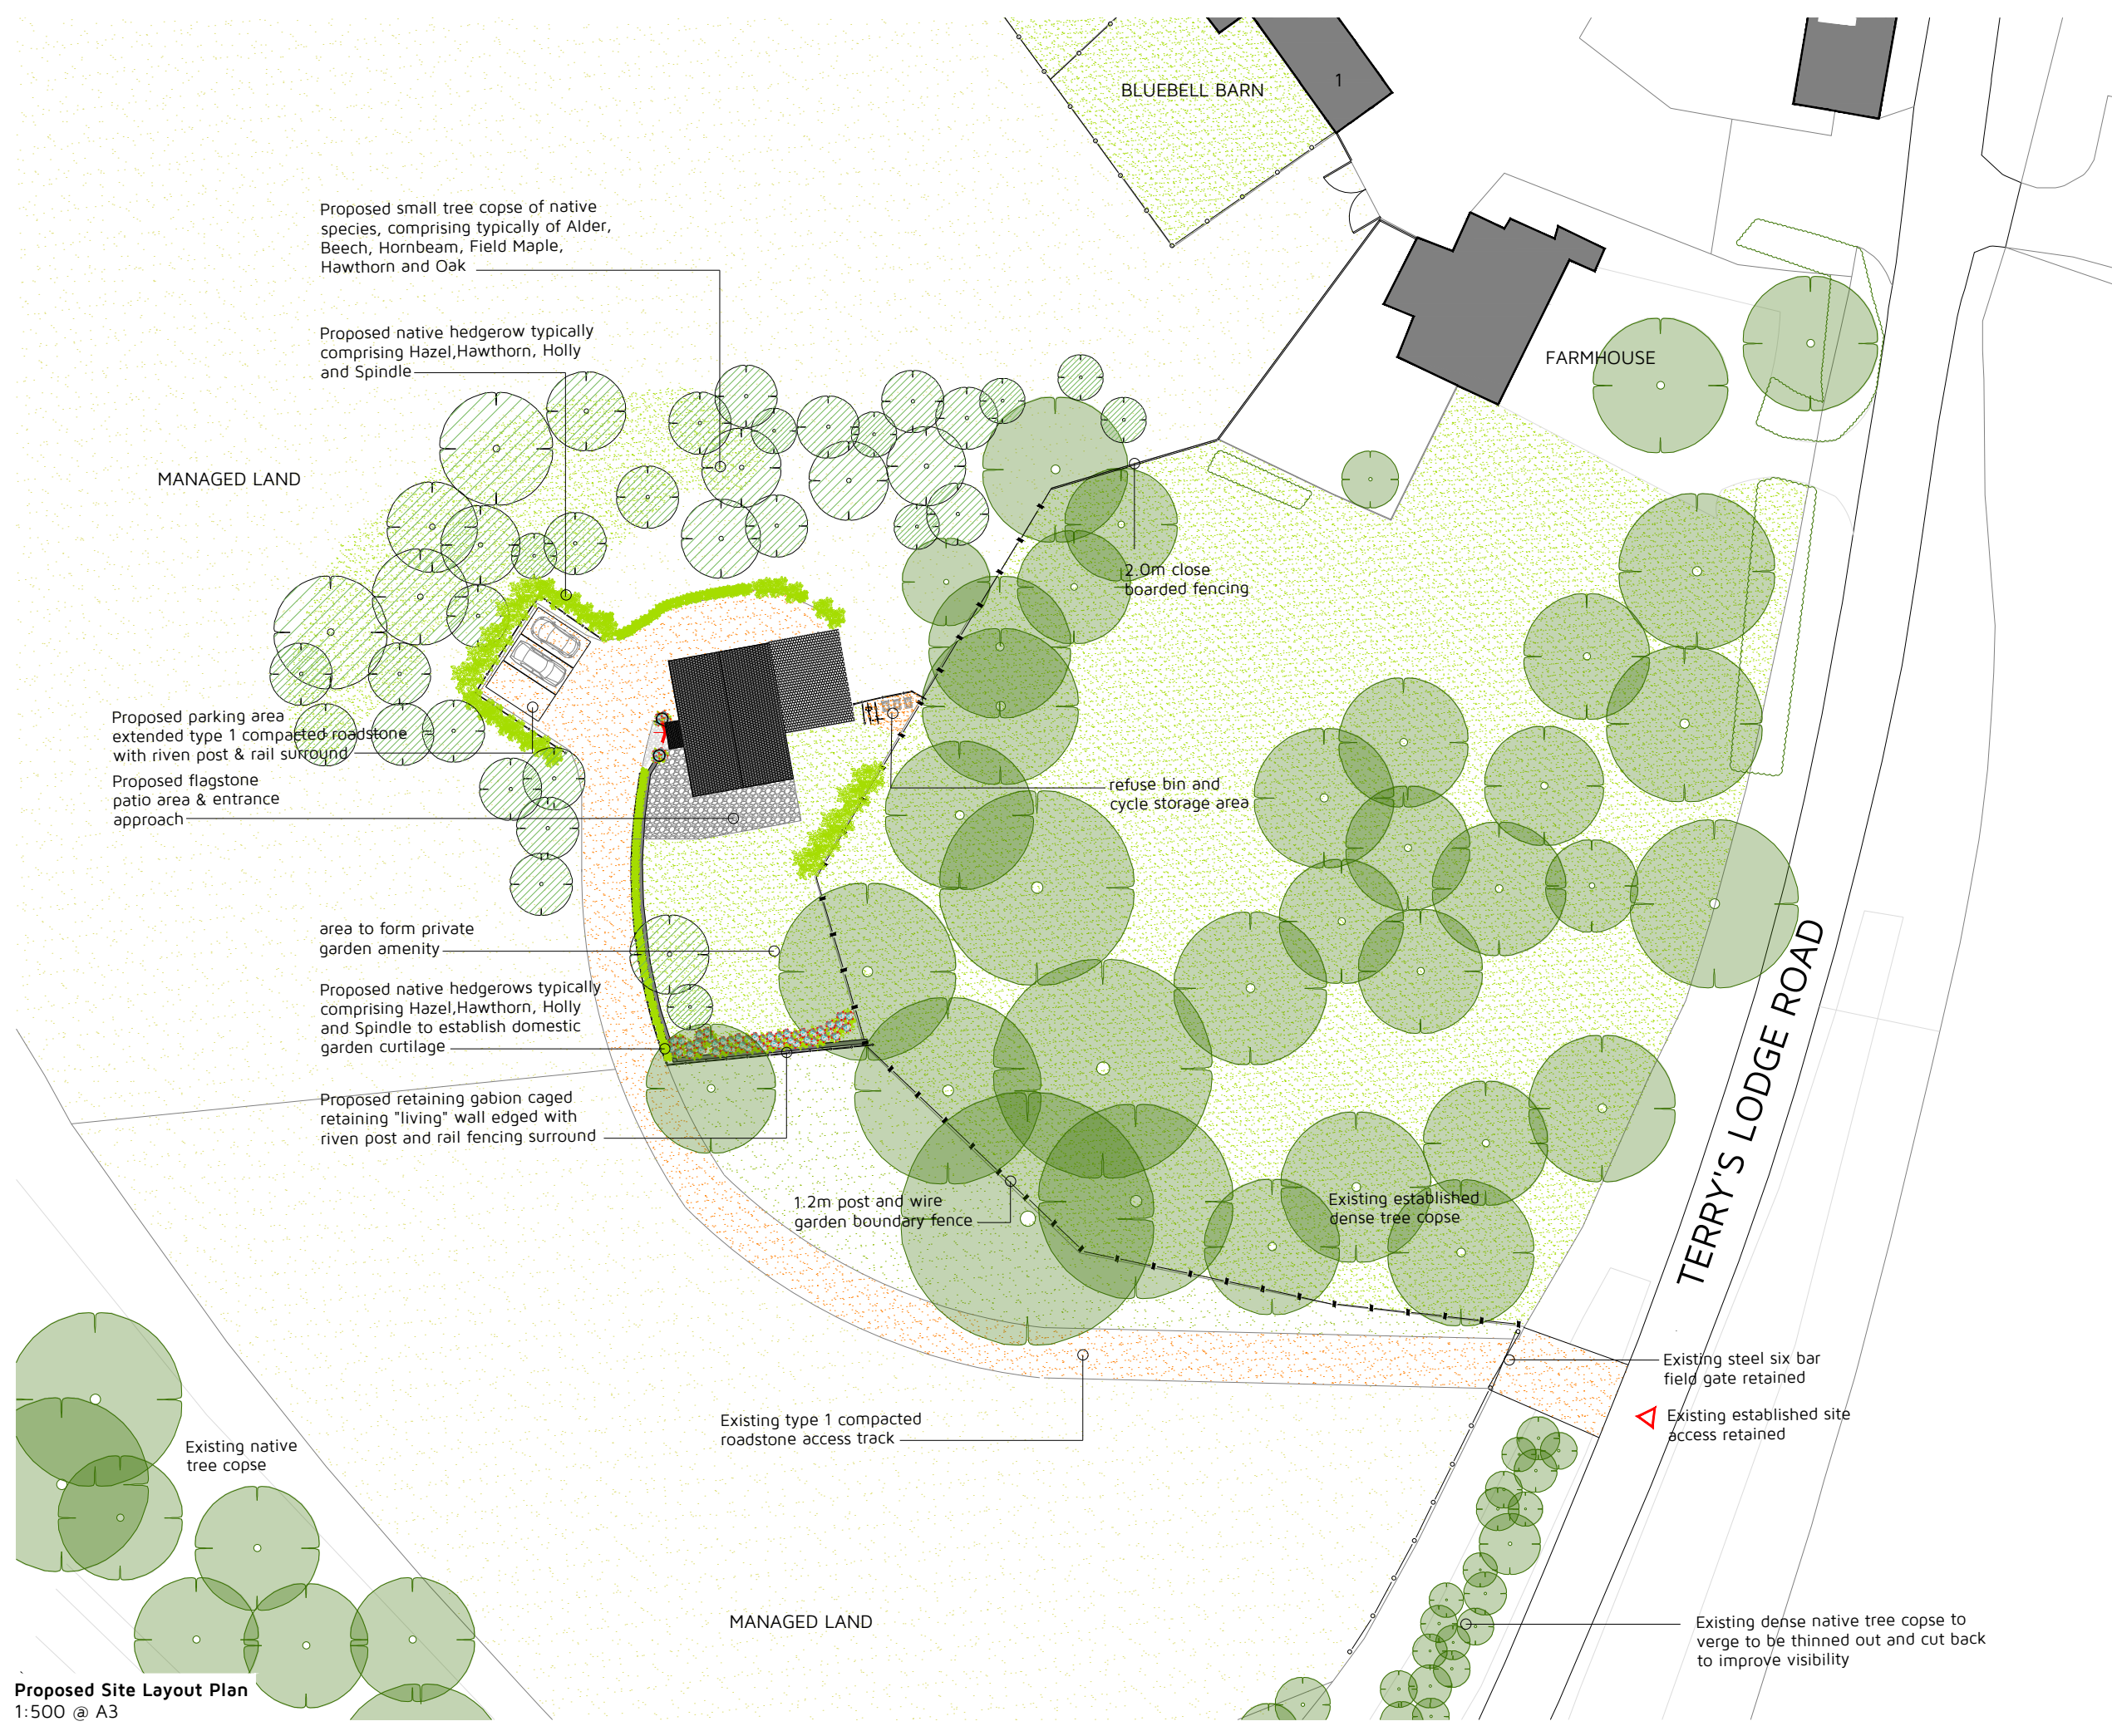 BLUEBELL BARN
1
Proposed small tree copse of native
species, comprising typically of Alder,
Beech, Hornbeam, Field Maple,
Hawthorn and Oak
Proposed native hedgerow typically
comprising Hazel,Hawthorn, Holly
and Spindle
FARMHOUSE
MANAGED LAND
2.0m close
boarded fencing
Proposed parking area
extended type 1 compacted roadstone
with riven post & rail surround
Proposed flagstone
patio area & entrance
approach
refuse bin and
cycle storage area
area to form private
garden amenity
Proposed native hedgerows typically
comprising Hazel,Hawthorn, Holly
and Spindle to establish domestic
garden curtilage
Proposed retaining gabion caged
retaining "living" wall edged with
riven post and rail fencing surround
1.2m post and wire
garden boundary fence
Existing established
dense tree copse
TERRY'S LODGE ROAD
Existing steel six bar
field gate retained
Existing established site
access retained
Existing type 1 compacted
roadstone access track
Existing native
tree copse
MANAGED LAND
Existing dense native tree copse to
verge to be thinned out and cut back
to improve visibility
Proposed Site Layout Plan
1:500 @ A3